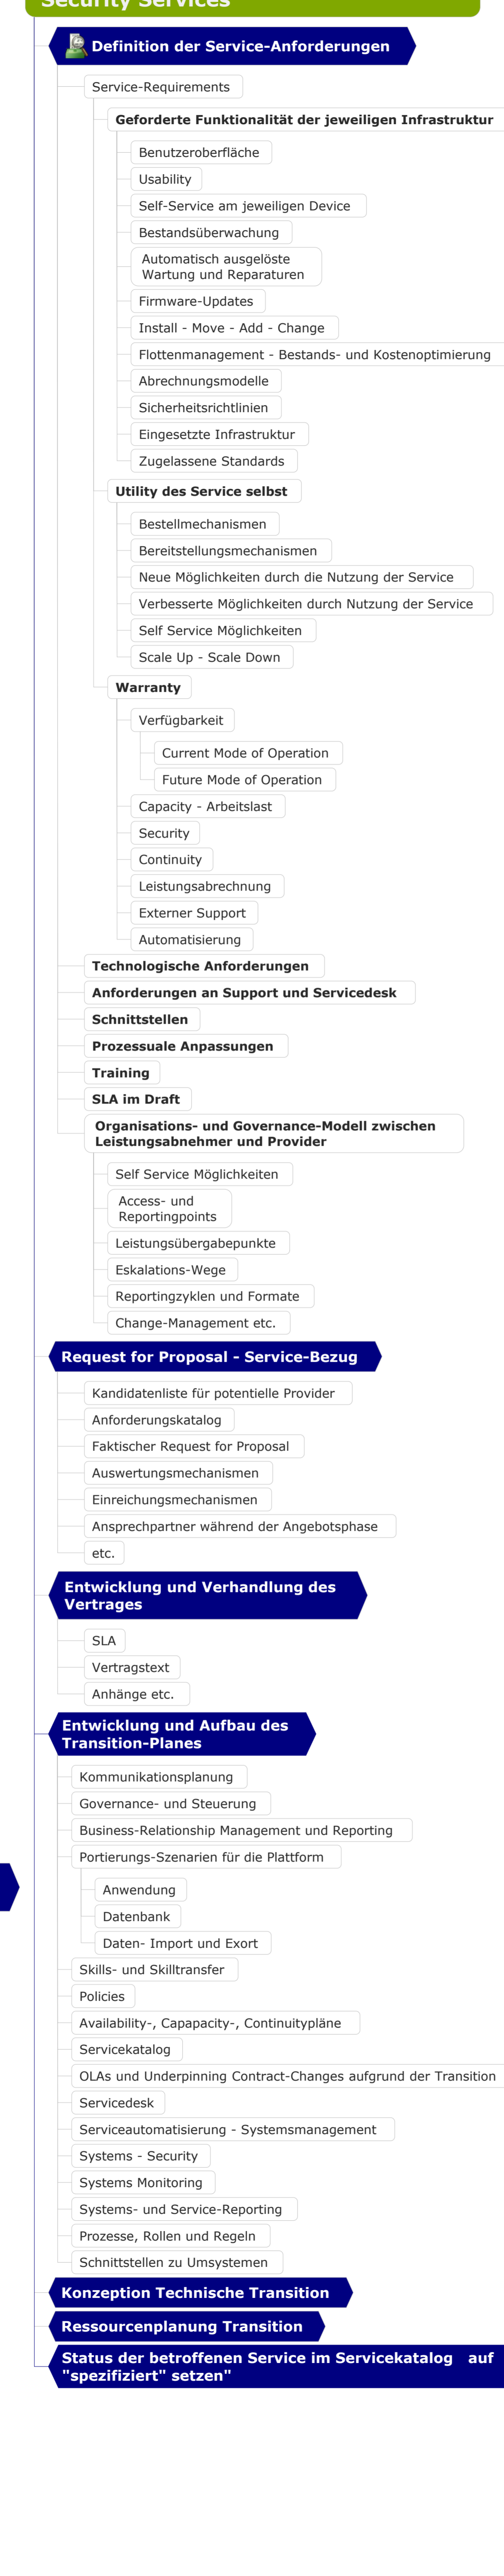 Security Services
Definition der Service-Anforderungen
Service-Requirements
Geforderte Funktionalität der jeweiligen Infrastruktur
Benutzeroberfläche
Usability
Self-Service am jeweiligen Device
Bestandsüberwachung
Automatisch ausgelöste
Wartung und Reparaturen
Firmware-Updates
Install - Move - Add - Change
Flottenmanagement - Bestands- und Kostenoptimierung
Abrechnungsmodelle
Sicherheitsrichtlinien
Eingesetzte Infrastruktur
Zugelassene Standards
Utility des Service selbst
Bestellmechanismen
Bereitstellungsmechanismen
Neue Möglichkeiten durch die Nutzung der Service
Verbesserte Möglichkeiten durch Nutzung der Service
Self Service Möglichkeiten
Scale Up - Scale Down
Warranty
Verfügbarkeit
Current Mode of Operation
Future Mode of Operation
Capacity - Arbeitslast
Security
Continuity
Leistungsabrechnung
Externer Support
Automatisierung
Technologische Anforderungen
Anforderungen an Support und Servicedesk
Schnittstellen
Prozessuale Anpassungen
Training
SLA im Draft
Organisations- und Governance-Modell zwischen
Leistungsabnehmer und Provider
Self Service Möglichkeiten
Access- und
Reportingpoints
Leistungsübergabepunkte
Eskalations-Wege
Reportingzyklen und Formate
Change-Management etc.
Request for Proposal - Service-Bezug
Kandidatenliste für potentielle Provider
Anforderungskatalog
Faktischer Request for Proposal
Auswertungsmechanismen
Einreichungsmechanismen
Ansprechpartner während der Angebotsphase
etc.
Entwicklung und Verhandlung des
Vertrages
SLA
Vertragstext
Anhänge etc.
Entwicklung und Aufbau des
Transition-Planes
Kommunikationsplanung
Governance- und Steuerung
Business-Relationship Management und Reporting
Portierungs-Szenarien für die Plattform
Anwendung
Datenbank
Daten- Import und Exort
Skills- und Skilltransfer
Policies
Availability-, Capapacity-, Continuitypläne
Servicekatalog
OLAs und Underpinning Contract-Changes aufgrund der Transition
Servicedesk
Serviceautomatisierung - Systemsmanagement
Systems - Security
Systems Monitoring
Systems- und Service-Reporting
Prozesse, Rollen und Regeln
Schnittstellen zu Umsystemen
Konzeption Technische Transition
Ressourcenplanung Transition
Status der betroffenen Service im Servicekatalog auf
"spezifiziert" setzen"